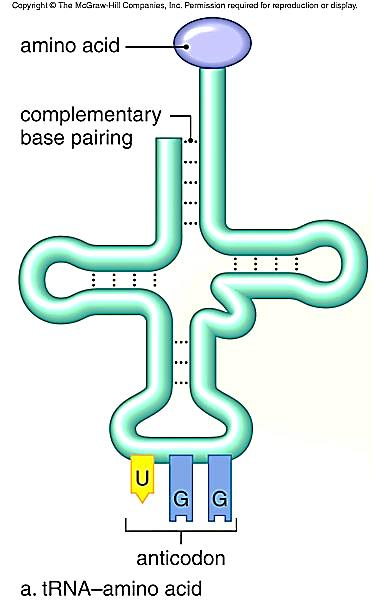 Copyright © The McGraw-Hill Companies, Inc. Permission required for reproduction or display.
amino acid
complementary
base pairing
U
G
G
anticodon
a. tRNA–amino acid